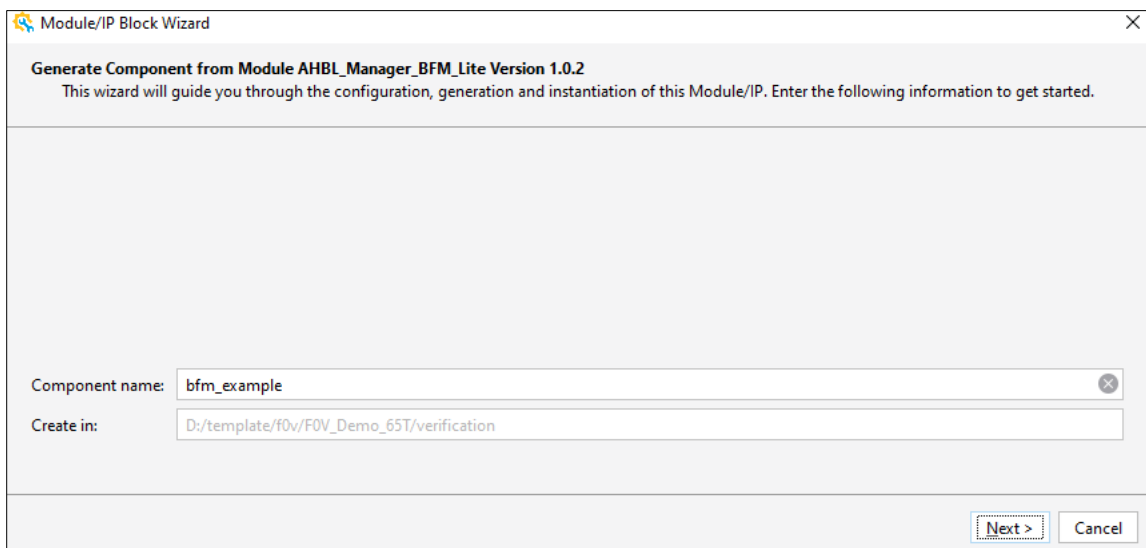 Module/IP Block Wizard
Generate Component from Module AHBL_Manager_BFM_Lite Version 1.0.2
This wizard will guide you through the configuration, generation and instantiation of this Module/IP. Enter the following information to get started.
Component name: bfm_example
Create in: D:/template/f0v/F0V_Demo_65T/verification
Next > Cancel